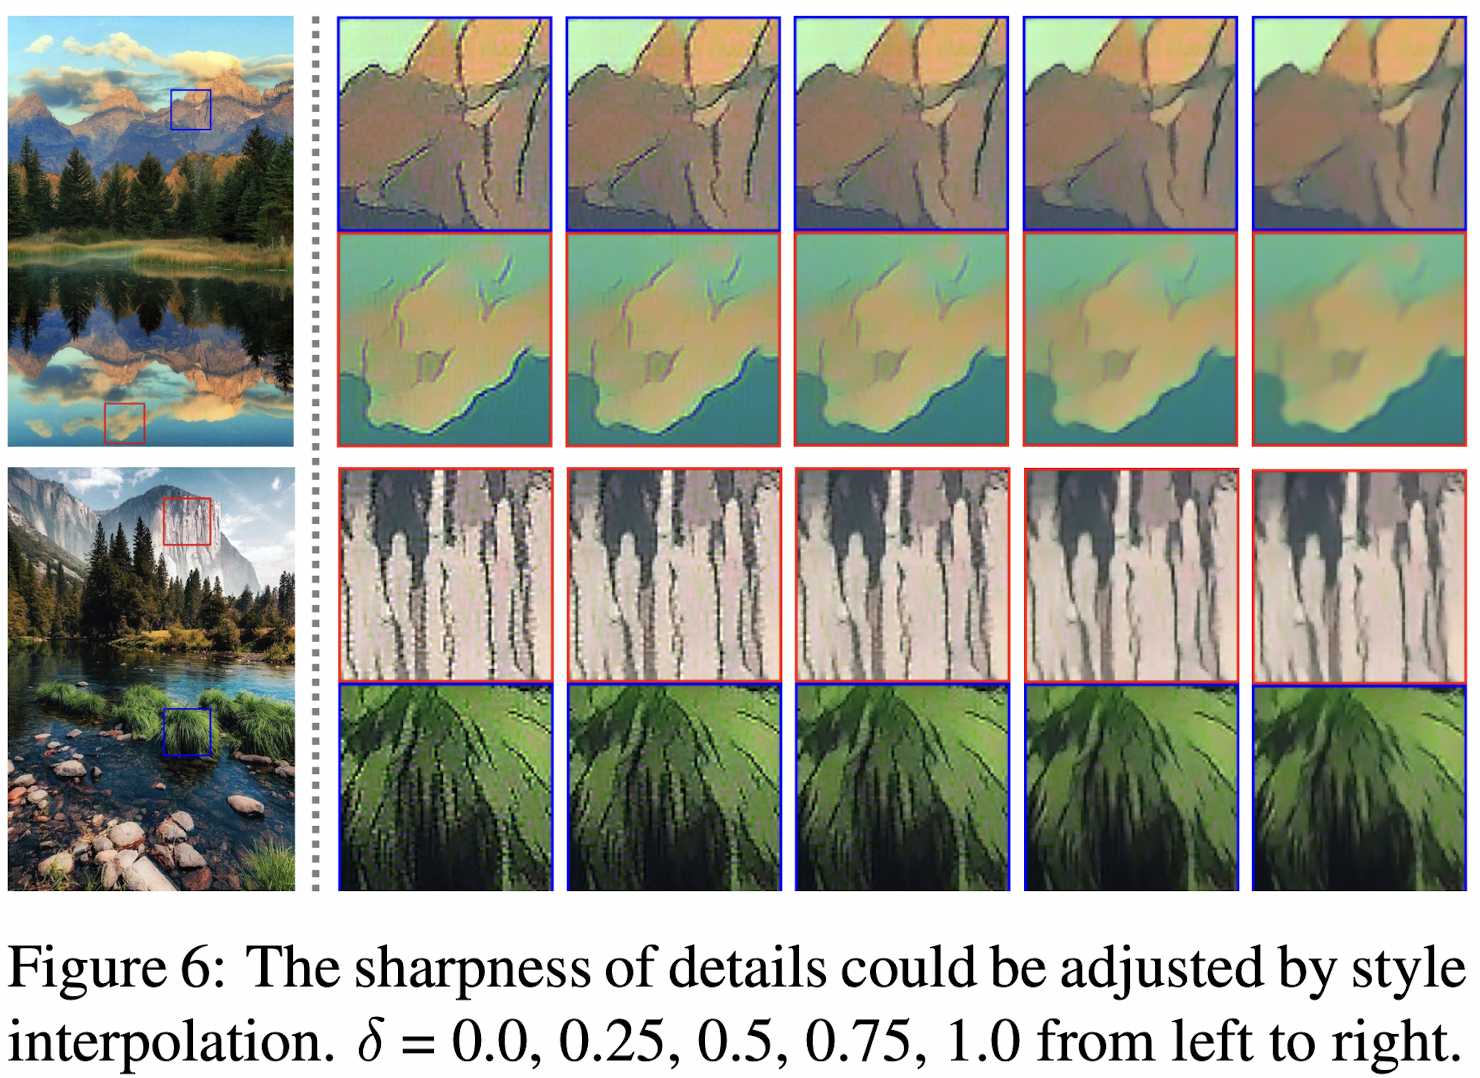 Figure 6: The sharpness of details could be adjusted by style
interpolation. δ = 0.0, 0.25, 0.5, 0.75, 1.0 from left to right.